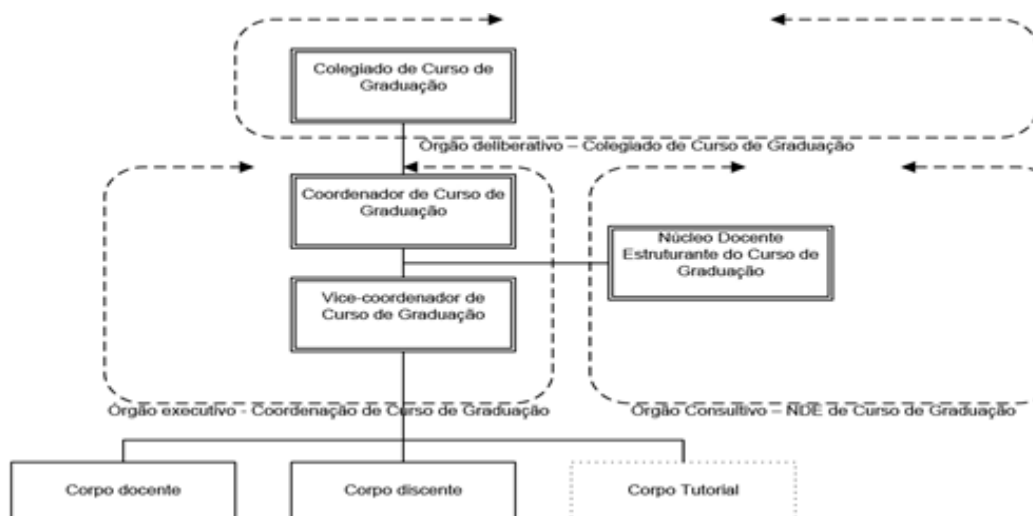 Colegiado de Curso de
Graduação
Órgão deliberativo – Colegiado de Curso de Graduação
Coordenador de Curso de
Graduação
Núcleo Docente
Estruturante do Curso de
Graduação
Vice-coordenador de
Curso de Graduação
Órgão executivo - Coordenação de Curso de Graduação
Órgão Consultivo – NDE de Curso de Graduação
Corpo docente
Corpo discente
Corpo Tutorial